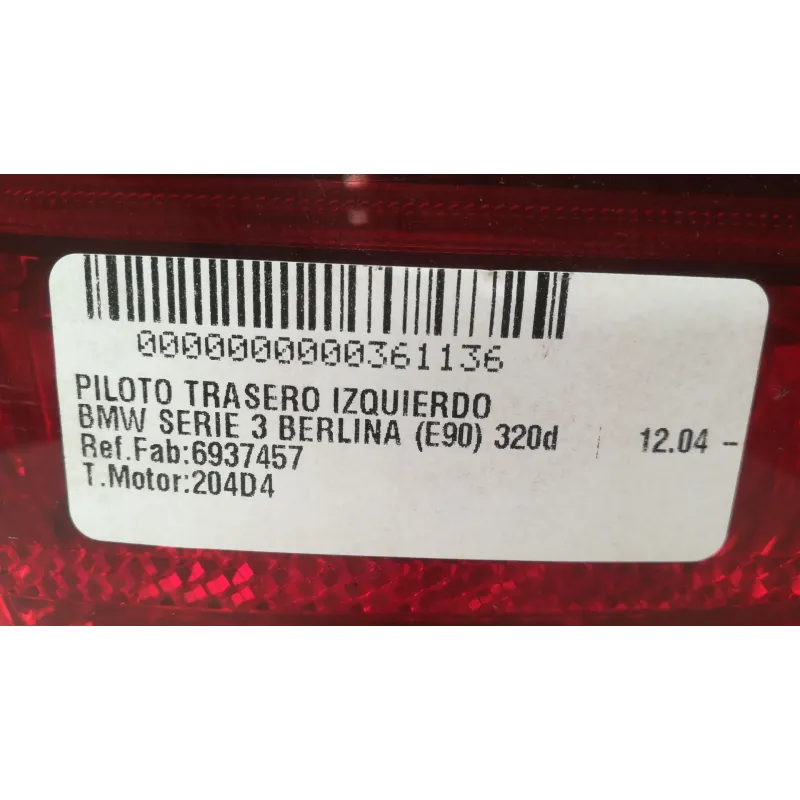 0000000000361136
PILOTO TRASERO IZQUIERDO
BMW SERIE 3 BERLINA (E90) 320d | 12.04 -
Ref.Fab:6937457
T.Motor:204D4